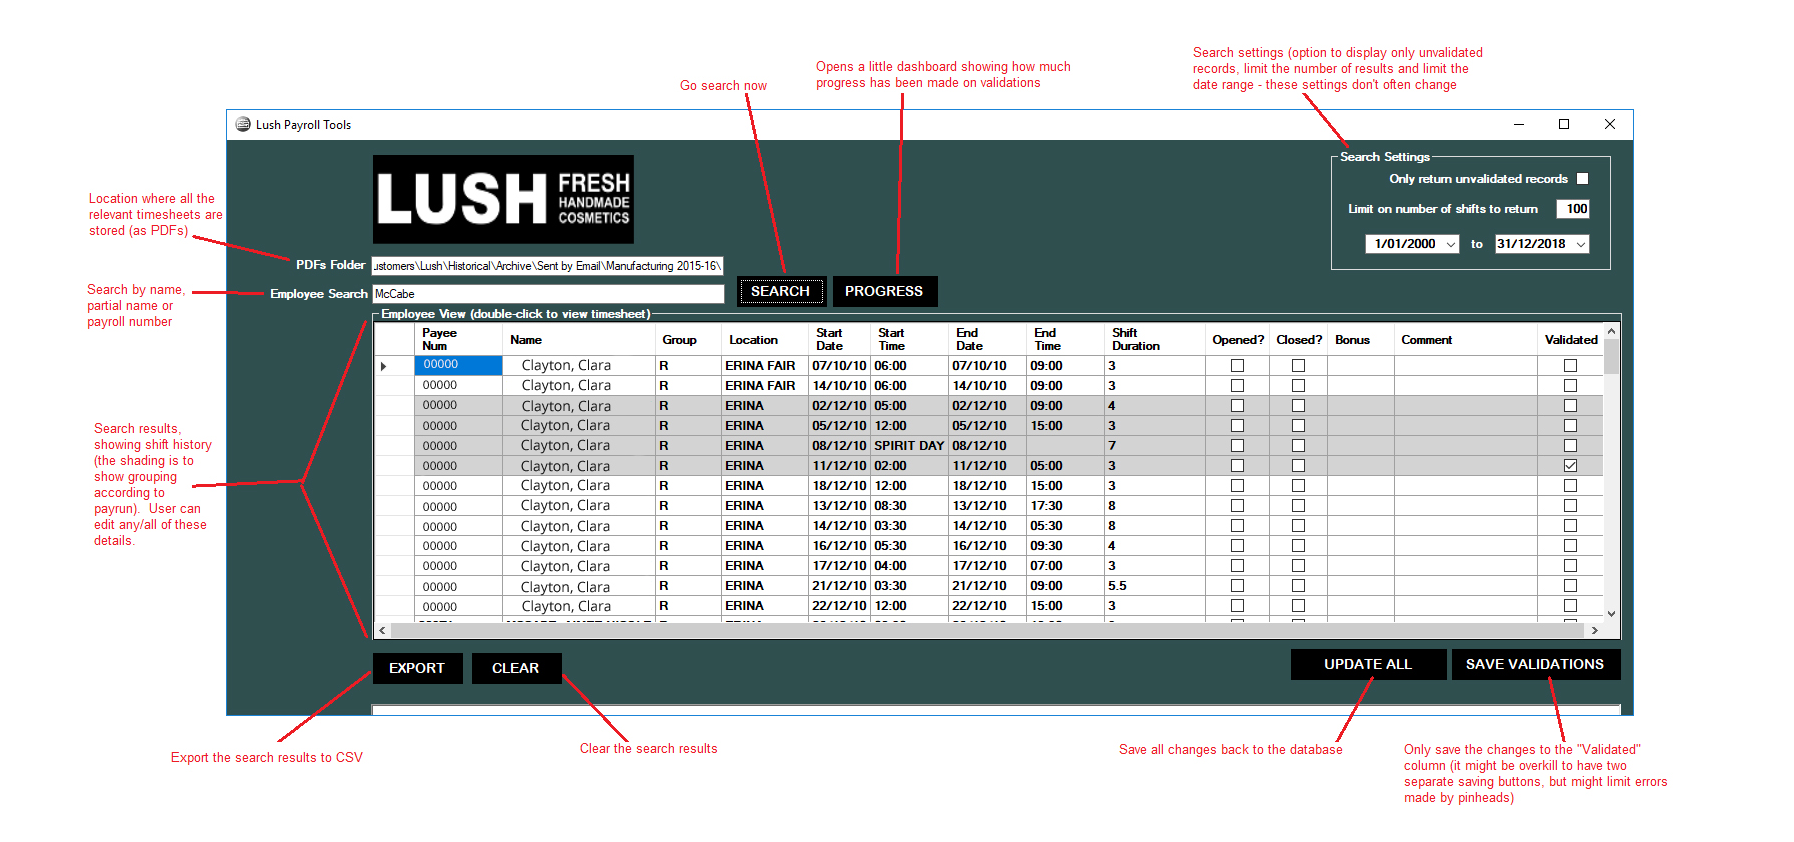 Search settings (option to display only unvalidated
records, limit the number of results and limit the
date range - these settings don't often change
Opens a little dashboard showing how much
progress has been made on validations
Go search now
Lush Payroll Tools
LUSH FRESH
HANDMADE
COSMETICS
Search Settings
Only return unvalidated records
Limit on number of shifts to return 100
1/01/2000 to 31/12/2018
Location where all the
relevant timesheets are
stored (as PDFs)
PDFs Folder ustomers\Lush\Historical\Archive\Sent by Email\Manufacturing 2015-16\
Search by name,
partial name or
payroll number
Employee Search McCabe
SEARCH PROGRESS
Employee View (double-click to view timesheet)
Payee Num Name Group Location Start Date Start Time End Date End Time Shift Duration Opened? Closed? Bonus Comment Validated
00000 Clayton, Clara R ERINA FAIR 07/10/10 06:00 07/10/10 09:00 3
00000 Clayton, Clara R ERINA FAIR 14/10/10 06:00 14/10/10 09:00 3
00000 Clayton, Clara R ERINA 02/12/10 05:00 02/12/10 09:00 4
00000 Clayton, Clara R ERINA 05/12/10 12:00 05/12/10 15:00 3
00000 Clayton, Clara R ERINA 08/12/10 SPIRIT DAY 08/12/10 7
00000 Clayton, Clara R ERINA 11/12/10 02:00 11/12/10 05:00 3
00000 Clayton, Clara R ERINA 18/12/10 12:00 18/12/10 15:00 3
00000 Clayton, Clara R ERINA 13/12/10 08:30 13/12/10 17:30 8
00000 Clayton, Clara R ERINA 14/12/10 03:30 14/12/10 05:30 8
00000 Clayton, Clara R ERINA 16/12/10 05:30 16/12/10 09:30 4
00000 Clayton, Clara R ERINA 17/12/10 04:00 17/12/10 07:00 3
00000 Clayton, Clara R ERINA 21/12/10 03:30 21/12/10 09:00 5.5
00000 Clayton, Clara R ERINA 22/12/10 12:00 22/12/10 15:00 3
Search results,
showing shift history
(the shading is to
show grouping
according to
payrun). User can
edit any/all of these
details.
EXPORT CLEAR UPDATE ALL SAVE VALIDATIONS
Export the search results to CSV
Clear the search results
Save all changes back to the database
Only save the changes to the "Validated"
column (it might be overkill to have two
separate saving buttons, but might limit errors
made by pinheads)